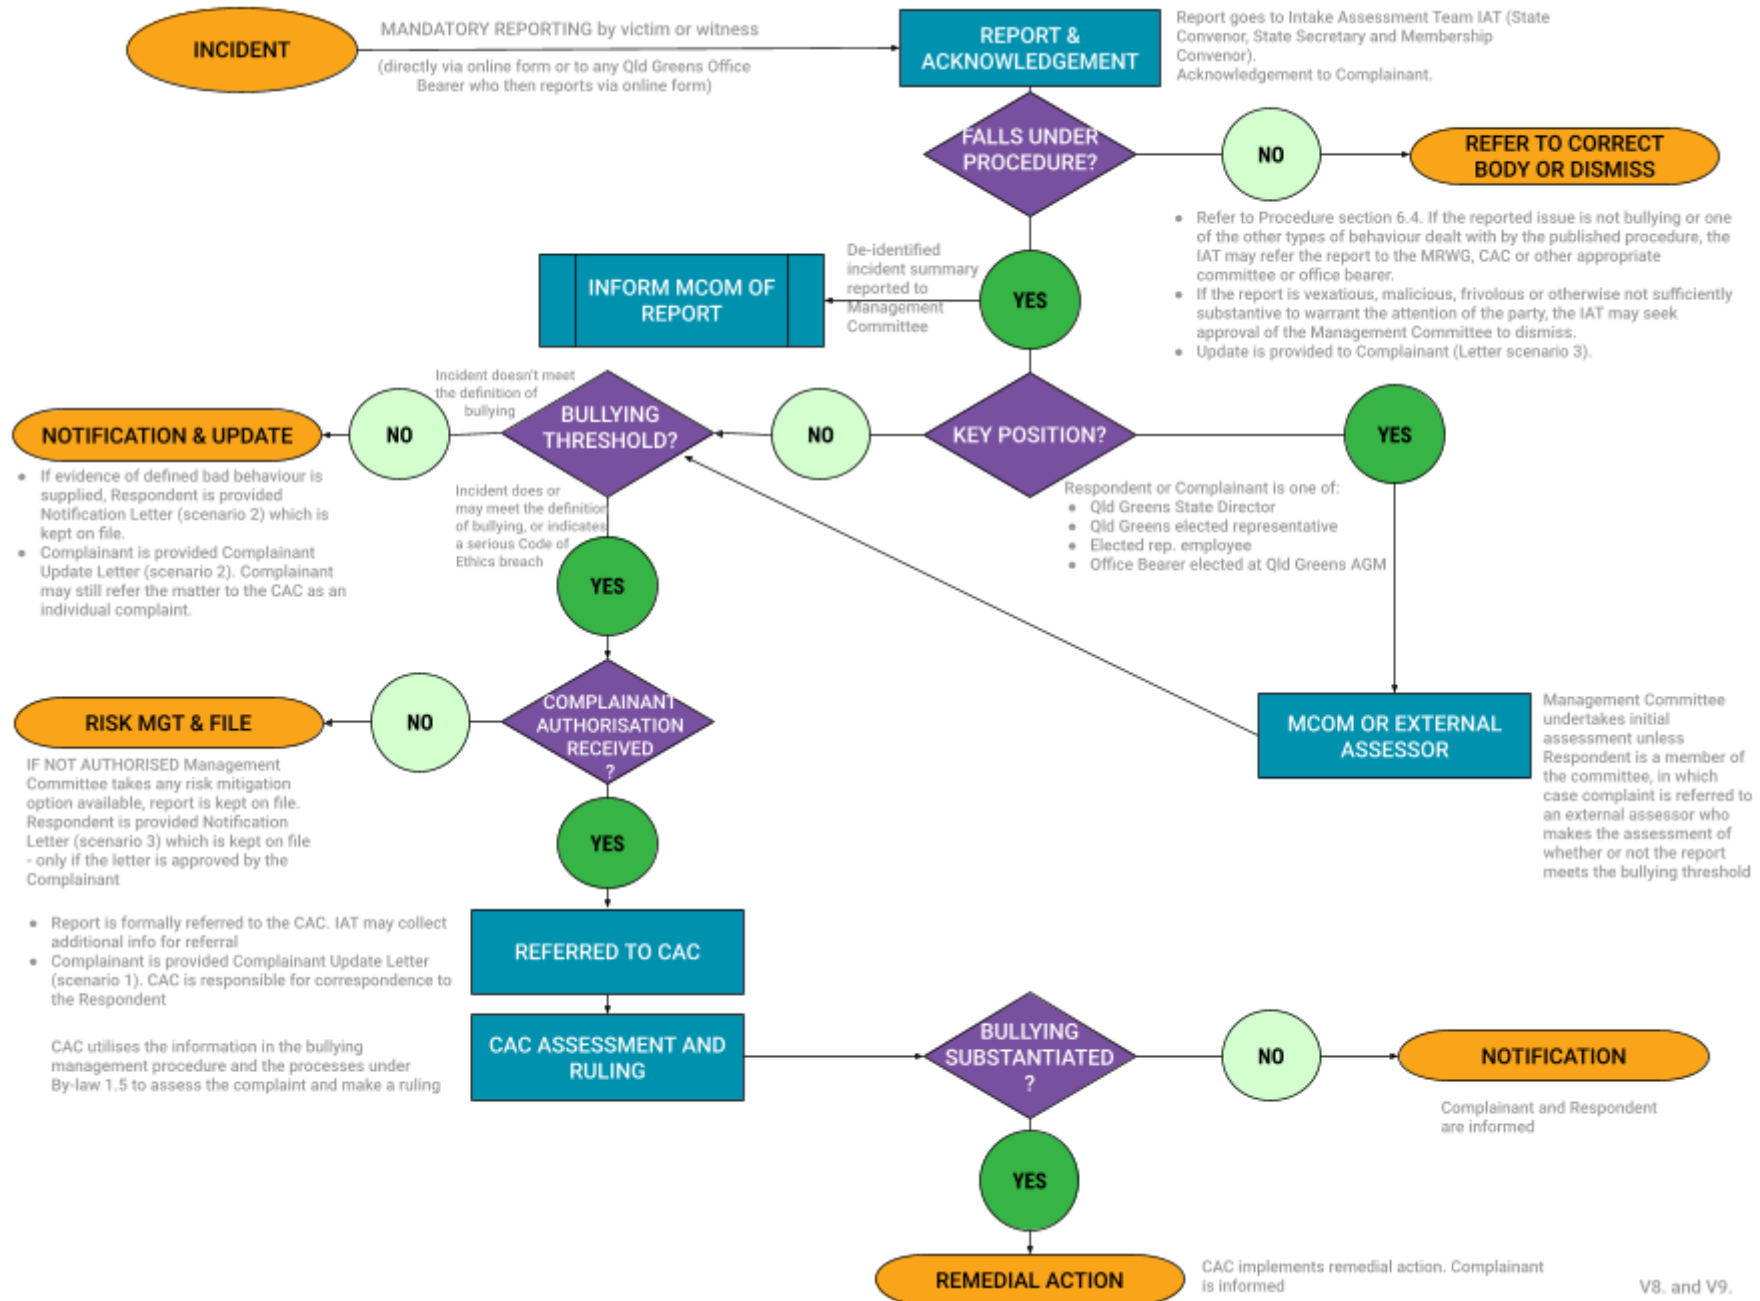 INCIDENT
MANDATORY REPORTING by victim or witness
(directly via online form or to any Qld Greens Office
Bearer who then reports via online form)
REPORT &
ACKNOWLEDGEMENT
Report goes to Intake Assessment Team IAT (State
Convenor, State Secretary and Membership
Convenor).
Acknowledgement to Complainant.
FALLS UNDER
PROCEDURE?
NO
REFER TO CORRECT
BODY OR DISMISS
● Refer to Procedure section 6.4. If the reported issue is not bullying or one
of the other types of behaviour dealt with by the published procedure, the
IAT may refer the report to the MRWG, CAC or other appropriate
committee or office bearer.
● If the report is vexatious, malicious, frivolous or otherwise not sufficiently
substantive to warrant the attention of the party, the IAT may seek
approval of the Management Committee to dismiss.
● Update is provided to Complainant (Letter scenario 3).
YES
De-identified
incident summary
reported to
Management
Committee
INFORM MCOM OF
REPORT
KEY POSITION?
NO
YES
Respondent or Complainant is one of:
● Qld Greens State Director
● Qld Greens elected representative
● Elected rep. employee
● Office Bearer elected at Qld Greens AGM
MCOM OR EXTERNAL
ASSESSOR
Management Committee
undertakes initial
assessment unless
Respondent is a member of
the committee, in which
case complaint is referred to
an external assessor who
makes the assessment of
whether or not the report
meets the bullying threshold
BULLYING
THRESHOLD?
Incident doesn't meet
the definition of
bullying
NO
NOTIFICATION & UPDATE
● If evidence of defined bad behaviour is
supplied, Respondent is provided
Notification Letter (scenario 2) which is
kept on file.
● Complainant is provided Complainant
Update Letter (scenario 2). Complainant
may still refer the matter to the CAC as an
individual complaint.
Incident does or
may meet the definition
of bullying, or indicates
a serious Code of
Ethics breach
YES
COMPLAINANT
AUTHORISATION
RECEIVED
?
NO
RISK MGT & FILE
IF NOT AUTHORISED Management
Committee takes any risk mitigation
option available, report is kept on file.
Respondent is provided Notification
Letter (scenario 3) which is kept on file
- only if the letter is approved by the
Complainant
YES
REFERRED TO CAC
● Report is formally referred to the CAC. IAT may collect
additional info for referral
● Complainant is provided Complainant Update Letter
(scenario 1). CAC is responsible for correspondence to
the Respondent
CAC ASSESSMENT AND
RULING
CAC utilises the information in the bullying
management procedure and the processes under
By-law 1.5 to assess the complaint and make a ruling
BULLYING
SUBSTANTIATED
?
NO
NOTIFICATION
Complainant and Respondent
are informed
YES
REMEDIAL ACTION
CAC implements remedial action. Complainant
is informed
V8. and V9.